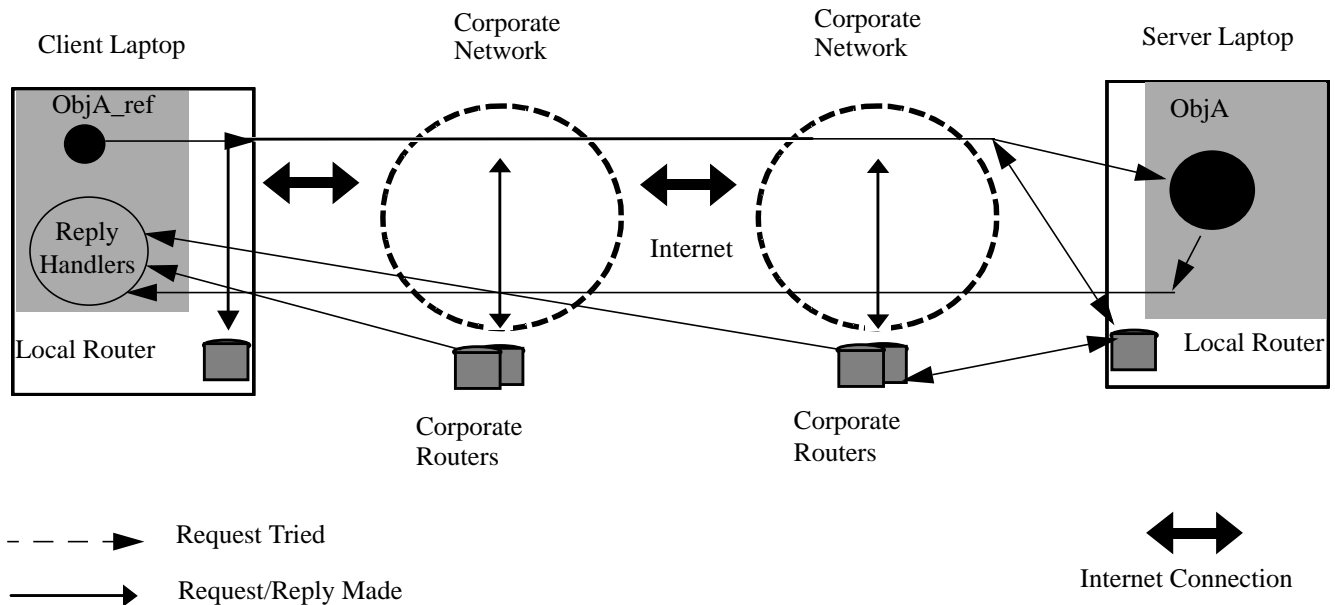 Client Laptop
Corporate
Network
Corporate
Network
Server Laptop
ObjA_ref
ObjA
Reply
Handlers
Internet
Local Router
Local Router
Corporate
Routers
Corporate
Routers
Request Tried
Request/Reply Made
Internet Connection